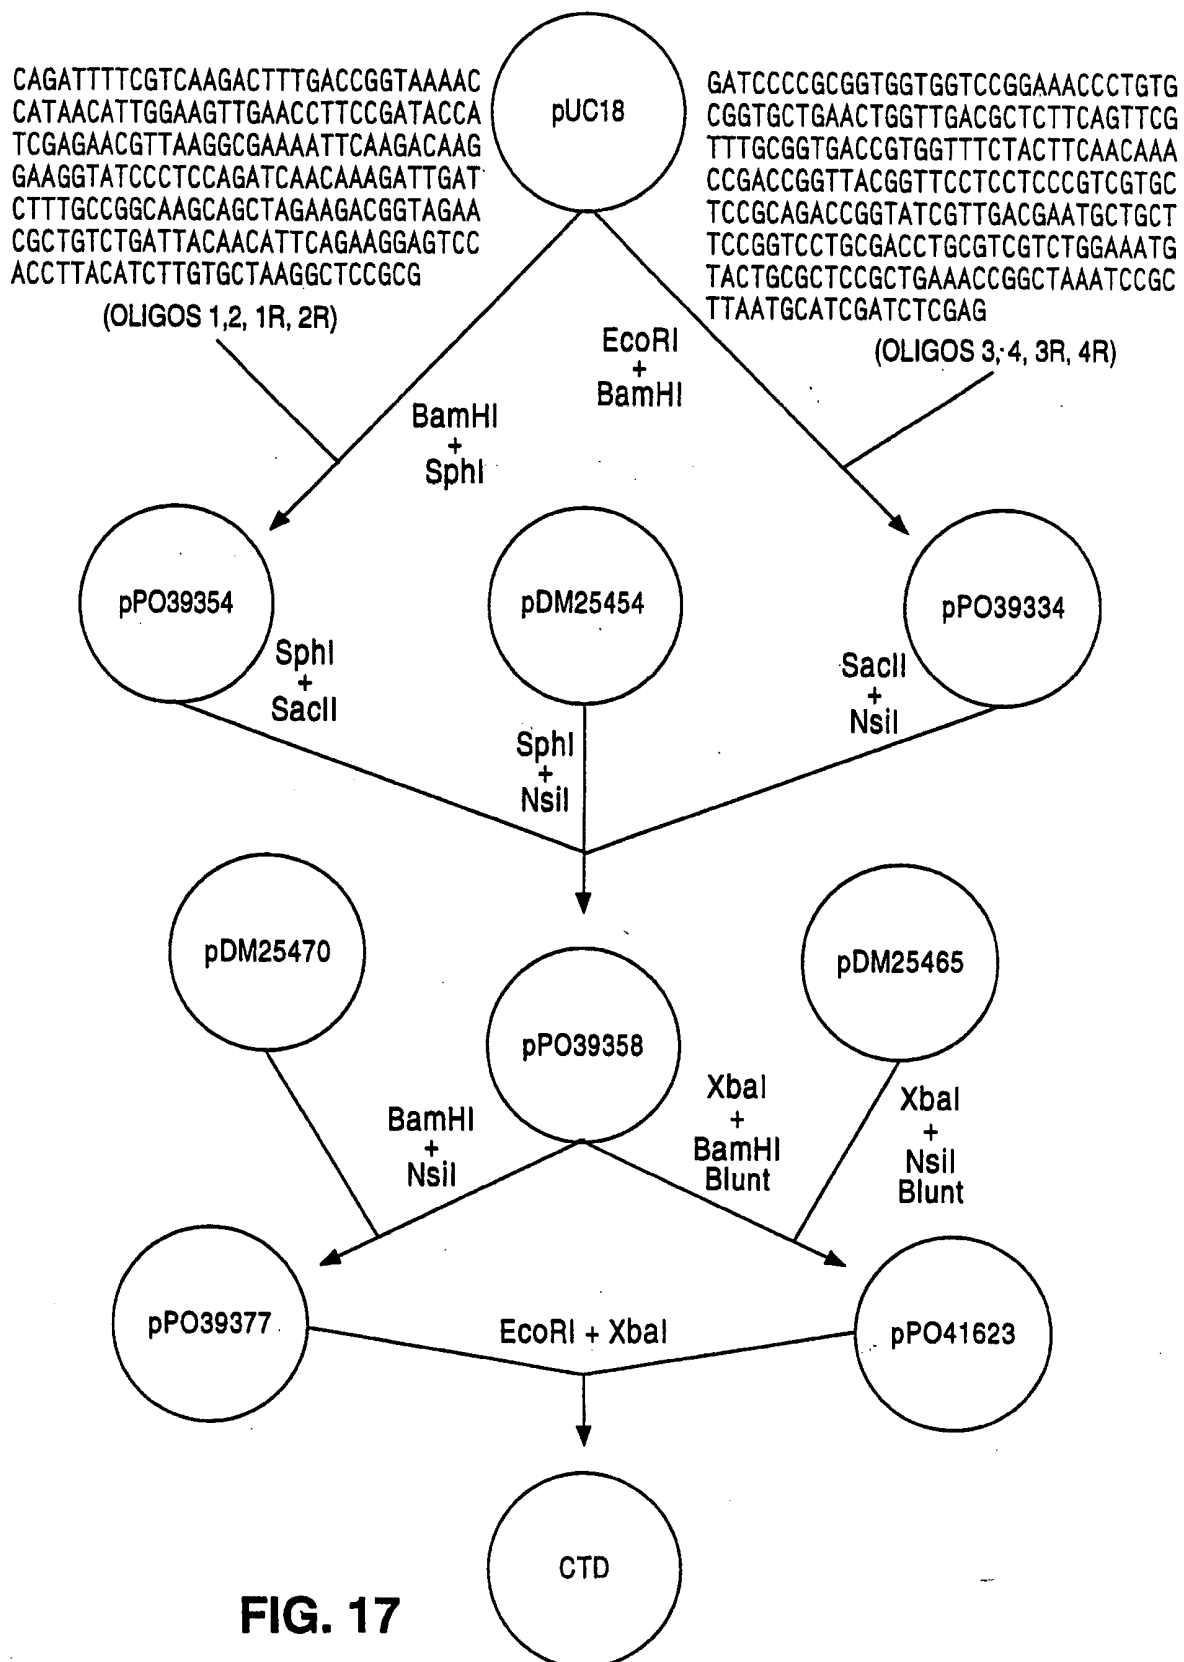 pUC18
CAGATTTTCGTCAAGACTTTGACCGGTAAAAC
CATAACATTGGAAGTTGAACCTTCCGATACCA
TCGAGAACGTTAAGGCGAAAATTCAAGACAAG
GAAGGTATCCCTCCAGATCAACAAAGATTGAT
CTTTGCCGGCAAGCAGCTAGAAGACGGTAGAA
CGCTGTCTGATTACAACATTCAGAAGGAGTCC
ACCTTACATCTTGTGCTAAGGCTCCGCG
(OLIGOS 1,2, 1R, 2R)
GATCCCCGCGGTGGTGGTCCGGAAACCCTGTG
CGGTGCTGAACTGGTTGACGCTCTTCAGTTCG
TTTGCGGTGACCGTGGTTTCTACTTCAACAAA
CCGACCGGTTACGGTTCCTCCTCCCGTCGTGC
TCCGCAGACCGGTATCGTTGACGAATGCTGCT
TCCGGTCCTGCGACCTGCGTCGTCTGGAAATG
TACTGCGCTCCGCTGAAACCGGCTAAATCCGC
TTAATGCATCGATCTCGAG
(OLIGOS 3, 4, 3R, 4R)
BamHI
+
SphI
EcoRI
+
BamHI
pPO39354
pDM25454
pPO39334
SphI
+
SacII
SphI
+
NsiI
SacII
+
NsiI
pDM25470
pPO39358
pDM25465
BamHI
+
NsiI
XbaI
+
BamHI
Blunt
XbaI
+
NsiI
Blunt
pPO39377
EcoRI + XbaI
pPO41623
CTD
FIG. 17